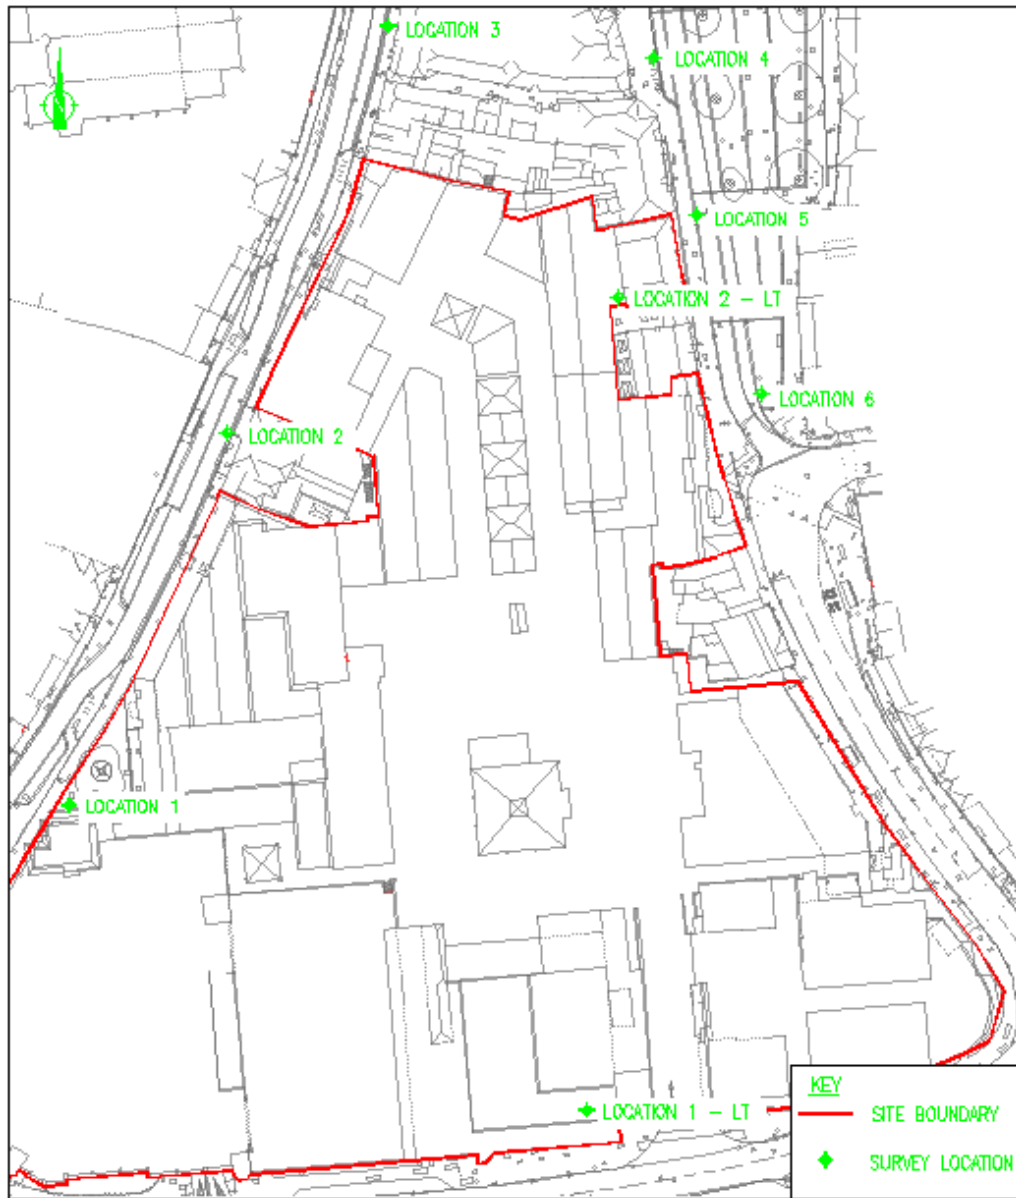 LOCATION 3
LOCATION 4
LOCATION 5
LOCATION 2 - LT
LOCATION 6
LOCATION 2
LOCATION 1
LOCATION 1 - LT
KEY
SITE BOUNDARY
SURVEY LOCATION